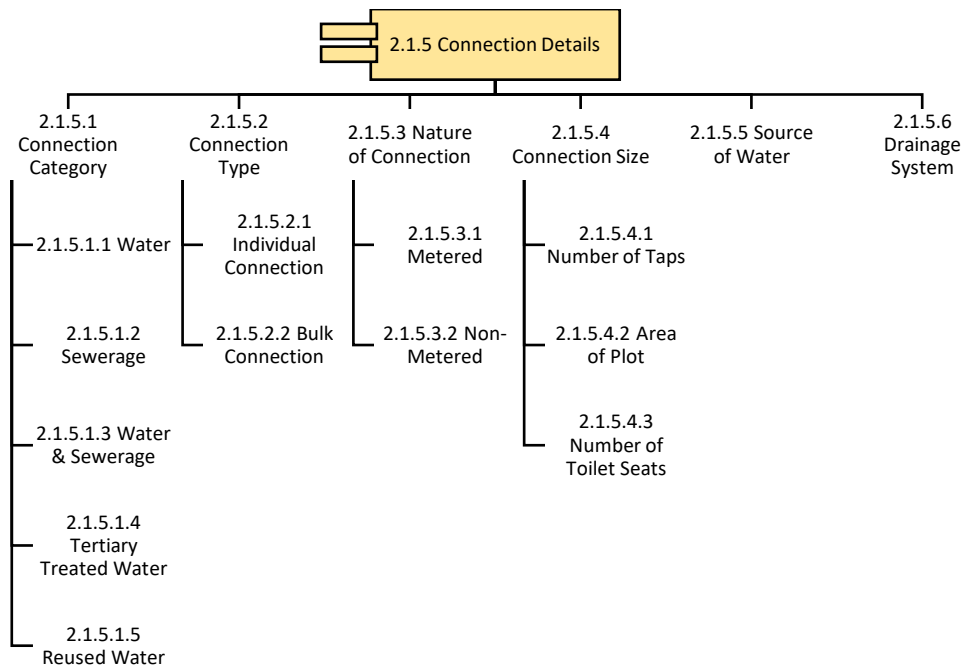 2.1.5 Connection Details
2.1.5.1
Connection
Category
2.1.5.2
Connection
Type
2.1.5.3 Nature
of Connection
2.1.5.4
Connection Size
2.1.5.5 Source
of Water
2.1.5.6
Drainage
System
2.1.5.1.1 Water
2.1.5.1.2
Sewerage
2.1.5.1.3 Water
& Sewerage
2.1.5.1.4
Tertiary
Treated Water
2.1.5.1.5
Reused Water
2.1.5.2.1
Individual
Connection
2.1.5.2.2 Bulk
Connection
2.1.5.3.1
Metered
2.1.5.3.2 Non-
Metered
2.1.5.4.1
Number of Taps
2.1.5.4.2 Area
of Plot
2.1.5.4.3
Number of
Toilet Seats